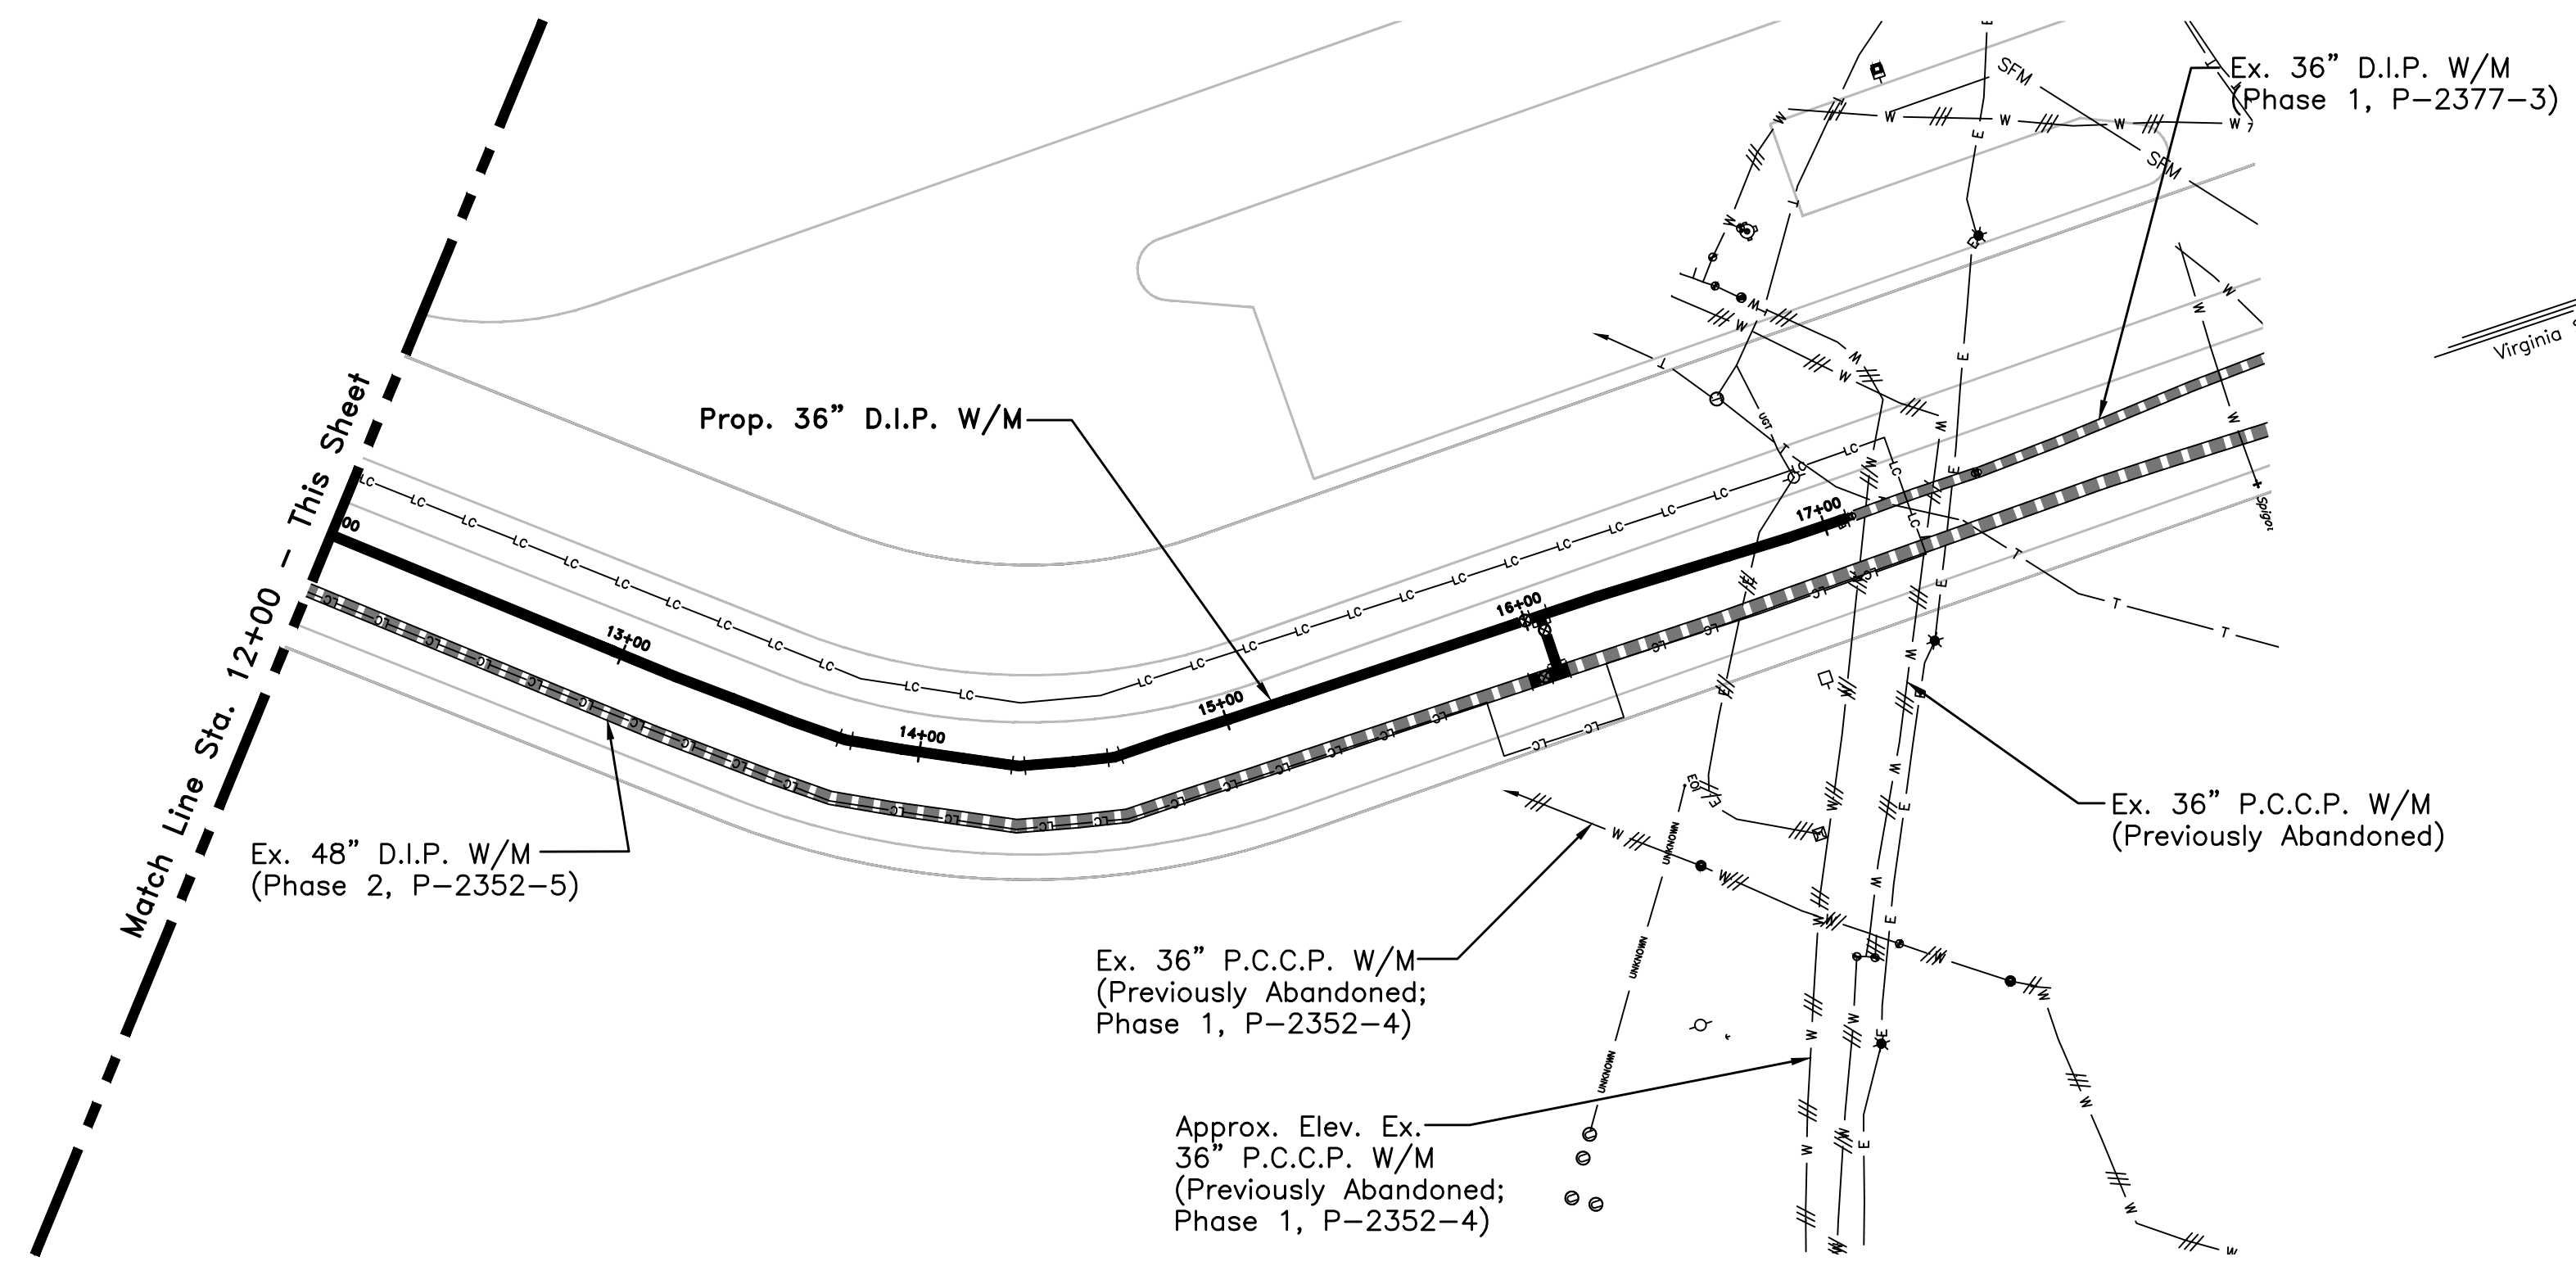 Ex. 36” D.I.P. W/M
(Phase 1, P-2377-3)
SFM
SFM
Virginia
Prop. 36” D.I.P. W/M
Match Line Sta. 12+00 - This Sheet
00
13+00
14+00
15+00
16+00
17+00
UGT
Spigot
Ex. 48” D.I.P. W/M
(Phase 2, P-2352-5)
Ex. 36” P.C.C.P. W/M
(Previously Abandoned)
Ex. 36” P.C.C.P. W/M
(Previously Abandoned;
Phase 1, P-2352-4)
UNKNOWN
UNKNOWN
UNKNOWN
Approx. Elev. Ex.
36” P.C.C.P. W/M
(Previously Abandoned;
Phase 1, P-2352-4)